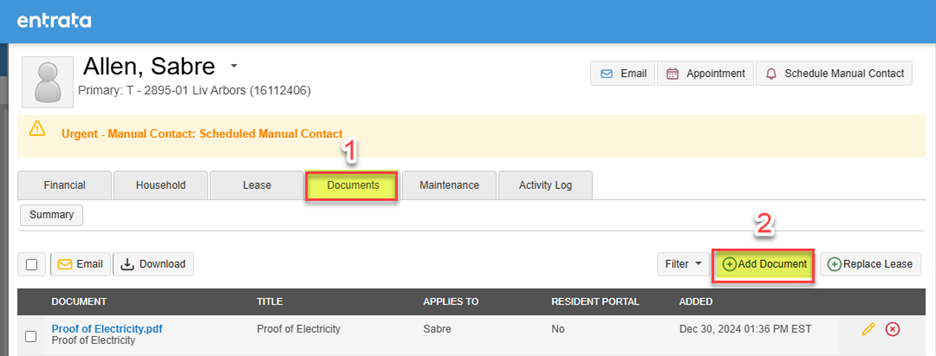 entrata
Allen, Sabre
Primary: T - 2895-01 Liv Arbors (16112406)
Email Appointment Schedule Manual Contact
Urgent - Manual Contact: Scheduled Manual Contact
1
Financial Household Lease Documents Maintenance Activity Log
Summary
2
Email Download Filter Add Document Replace Lease
DOCUMENT TITLE APPLIES TO RESIDENT PORTAL ADDED
Proof of Electricity.pdf Proof of Electricity Sabre No Dec 30, 2024 01:36 PM EST
Proof of Electricity